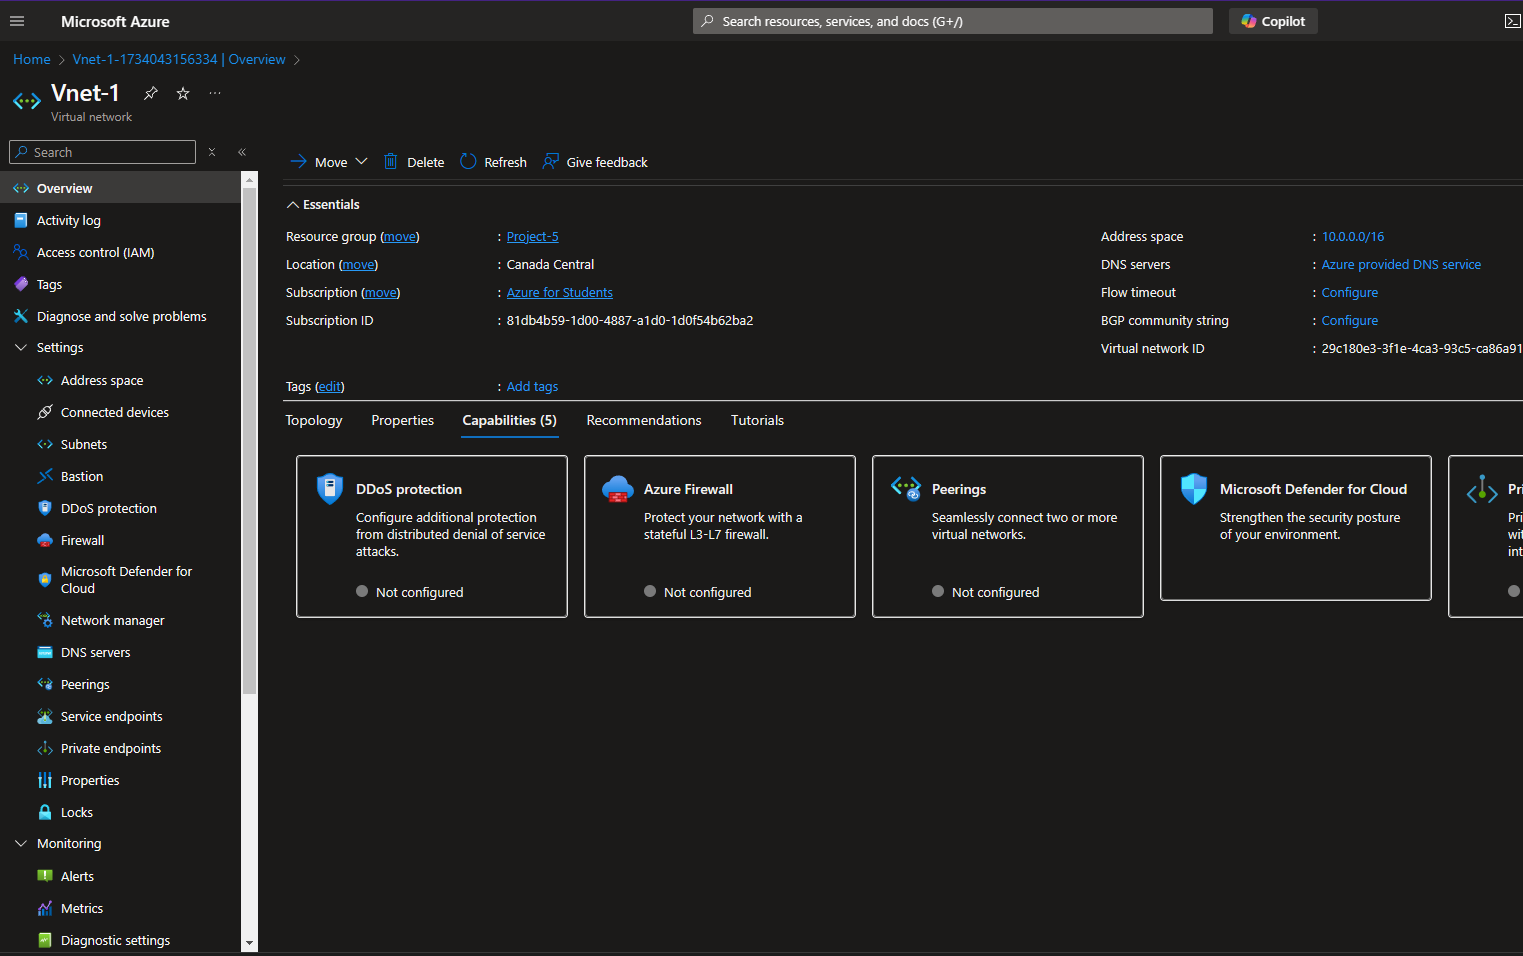 Microsoft Azure
Search resources, services, and docs (G+/)
Copilot
Home > Vnet-1-1734043156334 | Overview >
Vnet-1
Virtual network
Search
Overview
Activity log
Access control (IAM)
Tags
Diagnose and solve problems
Settings
Address space
Connected devices
Subnets
Bastion
DDoS protection
Firewall
Microsoft Defender for
Cloud
Network manager
DNS servers
Peerings
Service endpoints
Private endpoints
Properties
Locks
Monitoring
Alerts
Metrics
Diagnostic settings
Move
Delete
Refresh
Give feedback
Essentials
Resource group (move) : Project-5
Location (move) : Canada Central
Subscription (move) : Azure for Students
Subscription ID : 81db4b59-1d00-4887-a1d0-1d0f54b62ba2
Address space : 10.0.0.0/16
DNS servers : Azure provided DNS service
Flow timeout : Configure
BGP community string : Configure
Virtual network ID : 29c180e3-3f1e-4ca3-93c5-ca86a91
Tags (edit) : Add tags
Topology
Properties
Capabilities (5)
Recommendations
Tutorials
DDoS protection
Configure additional protection
from distributed denial of service
attacks.
Not configured
Azure Firewall
Protect your network with a
stateful L3-L7 firewall.
Not configured
Peerings
Seamlessly connect two or more
virtual networks.
Not configured
Microsoft Defender for Cloud
Strengthen the security posture
of your environment.